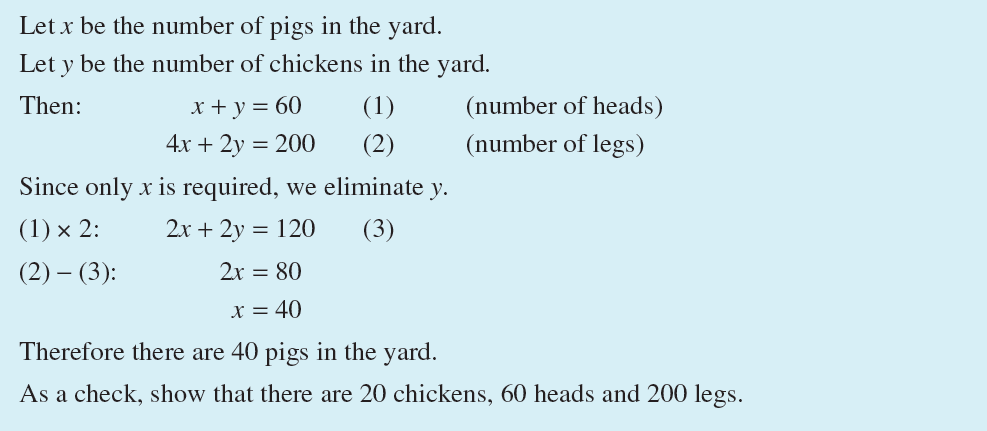 Let x be the number of pigs in the yard.
Let y be the number of chickens in the yard.
Then: x + y = 60 (1) (number of heads)
4x + 2y = 200 (2) (number of legs)
Since only x is required, we eliminate y.
(1) × 2: 2x + 2y = 120 (3)
(2) – (3): 2x = 80
x = 40
Therefore there are 40 pigs in the yard.
As a check, show that there are 20 chickens, 60 heads and 200 legs.